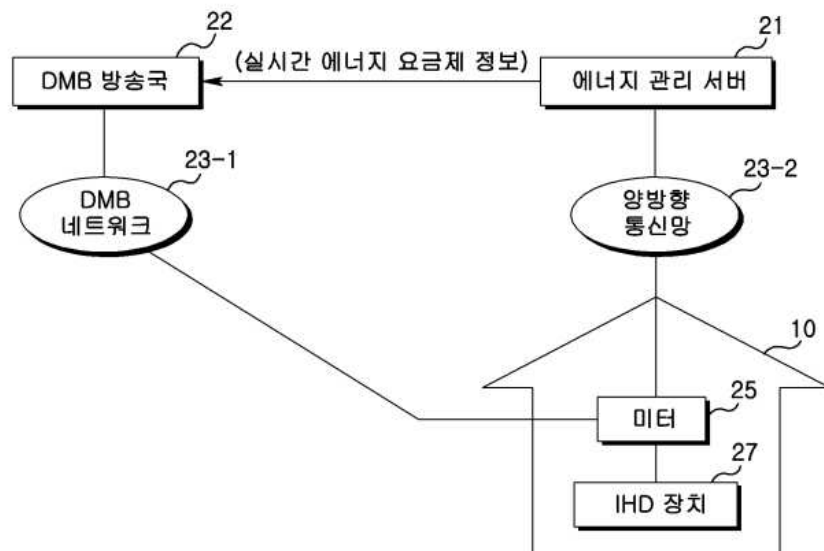 22
DMB 방송국
(실시간 에너지 요금제 정보)
21
에너지 관리 서버
23-1
DMB
네트워크
23-2
양방향
통신망
10
25
미터
27
IHD 장치